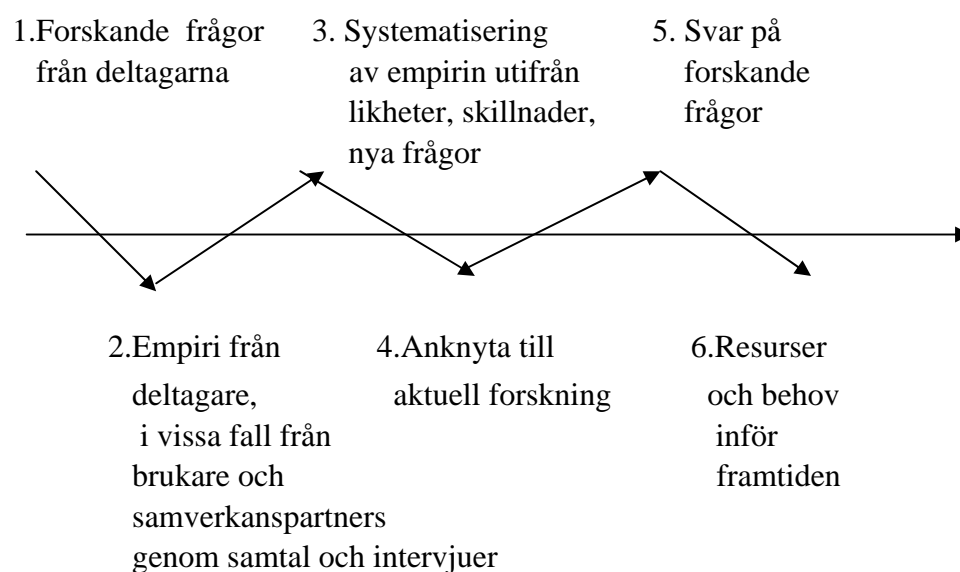 1.Forskande frågor
från deltagarna
3. Systematisering
av empirin utifrån
likheter, skillnader,
nya frågor
5. Svar på
forskande
frågor
2.Empiri från
deltagare,
i vissa fall från
brukare och
samverkanspartners
genom samtal och intervjuer
4.Anknyta till
aktuell forskning
6.Resurser
och behov
inför
framtiden